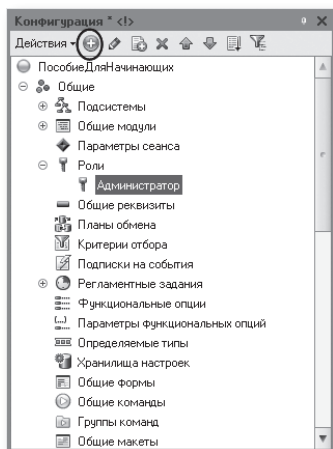 Конфигурация * <!>
Действия
ПособиеДляНачинающих
Общие
Подсистемы
Общие модули
Параметры сеанса
Роли
Администратор
Общие реквизиты
Планы обмена
Критерии отбора
Подписки на события
Регламентные задания
Функциональные опции
Параметры функциональных опций
Определяемые типы
Хранилища настроек
Общие формы
Общие команды
Группы команд
Общие макеты